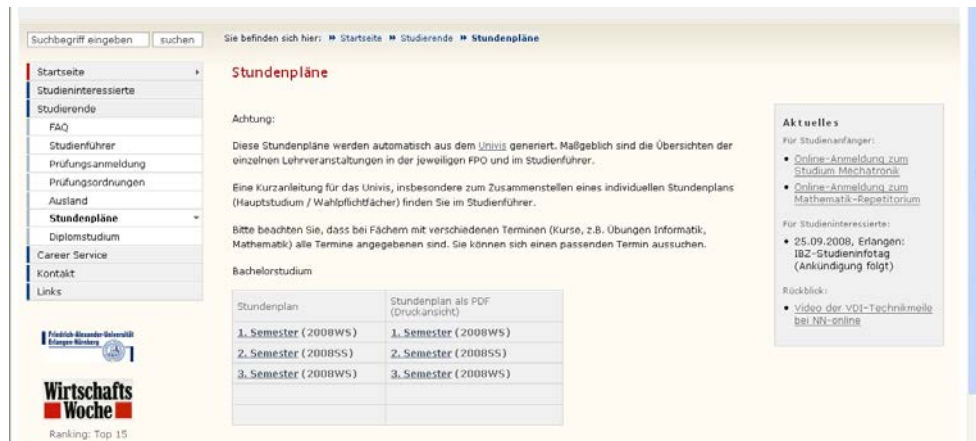 Suchbegriff eingeben
suchen
Sie befinden sich hier: » Startseite » Studierende » Stundenpläne
Startseite
Studieninteressierte
Studierende
FAQ
Studienführer
Prüfungsanmeldung
Prüfungsordnungen
Ausland
Stundenpläne
Diplomstudium
Career Service
Kontakt
Links
Friedrich-Alexander-Universität
Erlangen-Nürnberg
Wirtschafts
Woche
Ranking: Top 15
Stundenpläne
Achtung:
Diese Stundenpläne werden automatisch aus dem Univis generiert. Maßgeblich sind die Übersichten der
einzelnen Lehrveranstaltungen in der jeweiligen FPO und im Studienführer.
Eine Kurzanleitung für das Univis, insbesondere zum Zusammenstellen eines individuellen Stundenplans
(Hauptstudium / Wahlpflichtfächer) finden Sie im Studienführer.
Bitte beachten Sie, dass bei Fächern mit verschiedenen Terminen (Kurse, z.B. Übungen Informatik,
Mathematik) alle Termine angegebenen sind. Sie können sich einen passenden Termin aussuchen.
Bachelorstudium
Stundenplan
Stundenplan als PDF
(Druckansicht)
1. Semester (2008WS)
1. Semester (2008WS)
2. Semester (2008SS)
2. Semester (2008SS)
3. Semester (2008WS)
3. Semester (2008WS)
Aktuelles
Für Studienanfänger:
• Online-Anmeldung zum
Studium Mechatronik
• Online-Anmeldung zum
Mathematik-Repetitorium
Für Studieninteressierte:
• 25.09.2008, Erlangen:
IBZ-Studieninfotag
(Ankündigung folgt)
Rückblick:
• Video der VDI-Technikmeile
bei NN-online